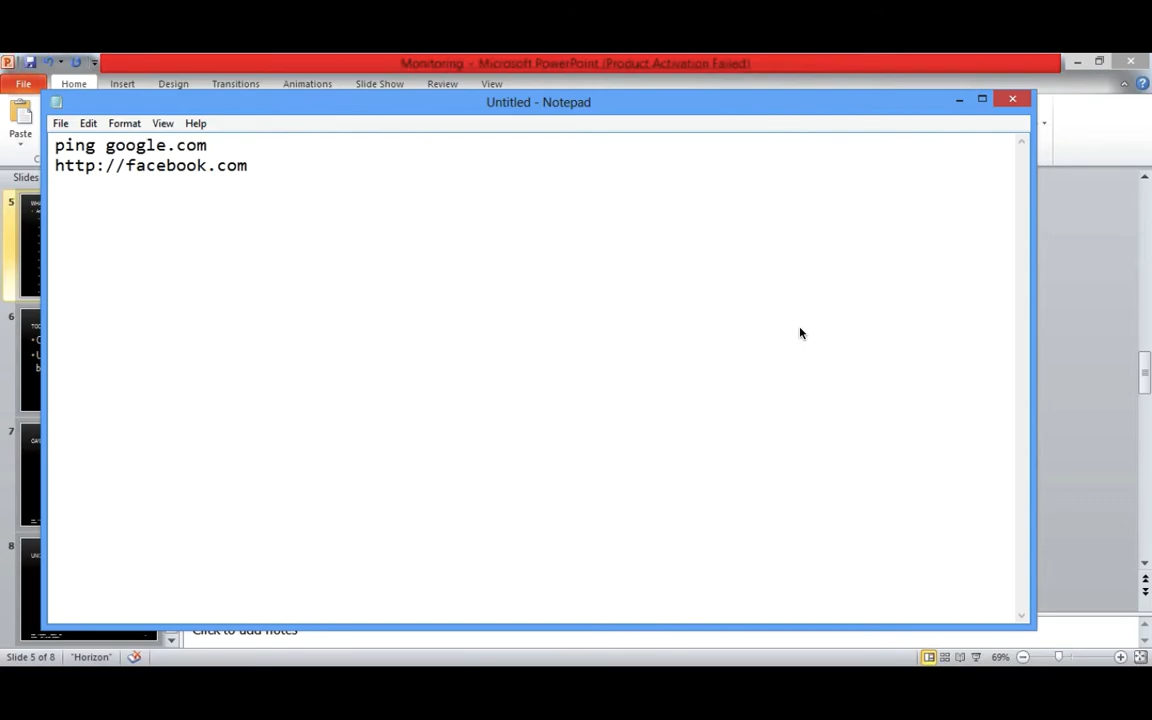 Monitoring - Microsoft PowerPoint (Product Activation Failed)
File Home Insert Design Transitions Animations Slide Show Review View
Untitled - Notepad
Paste
File Edit Format View Help
ping google.com
http://facebook.com
Slides
5
6
7
8
Click to add notes
Slide 5 of 8 "Horizon" 69%